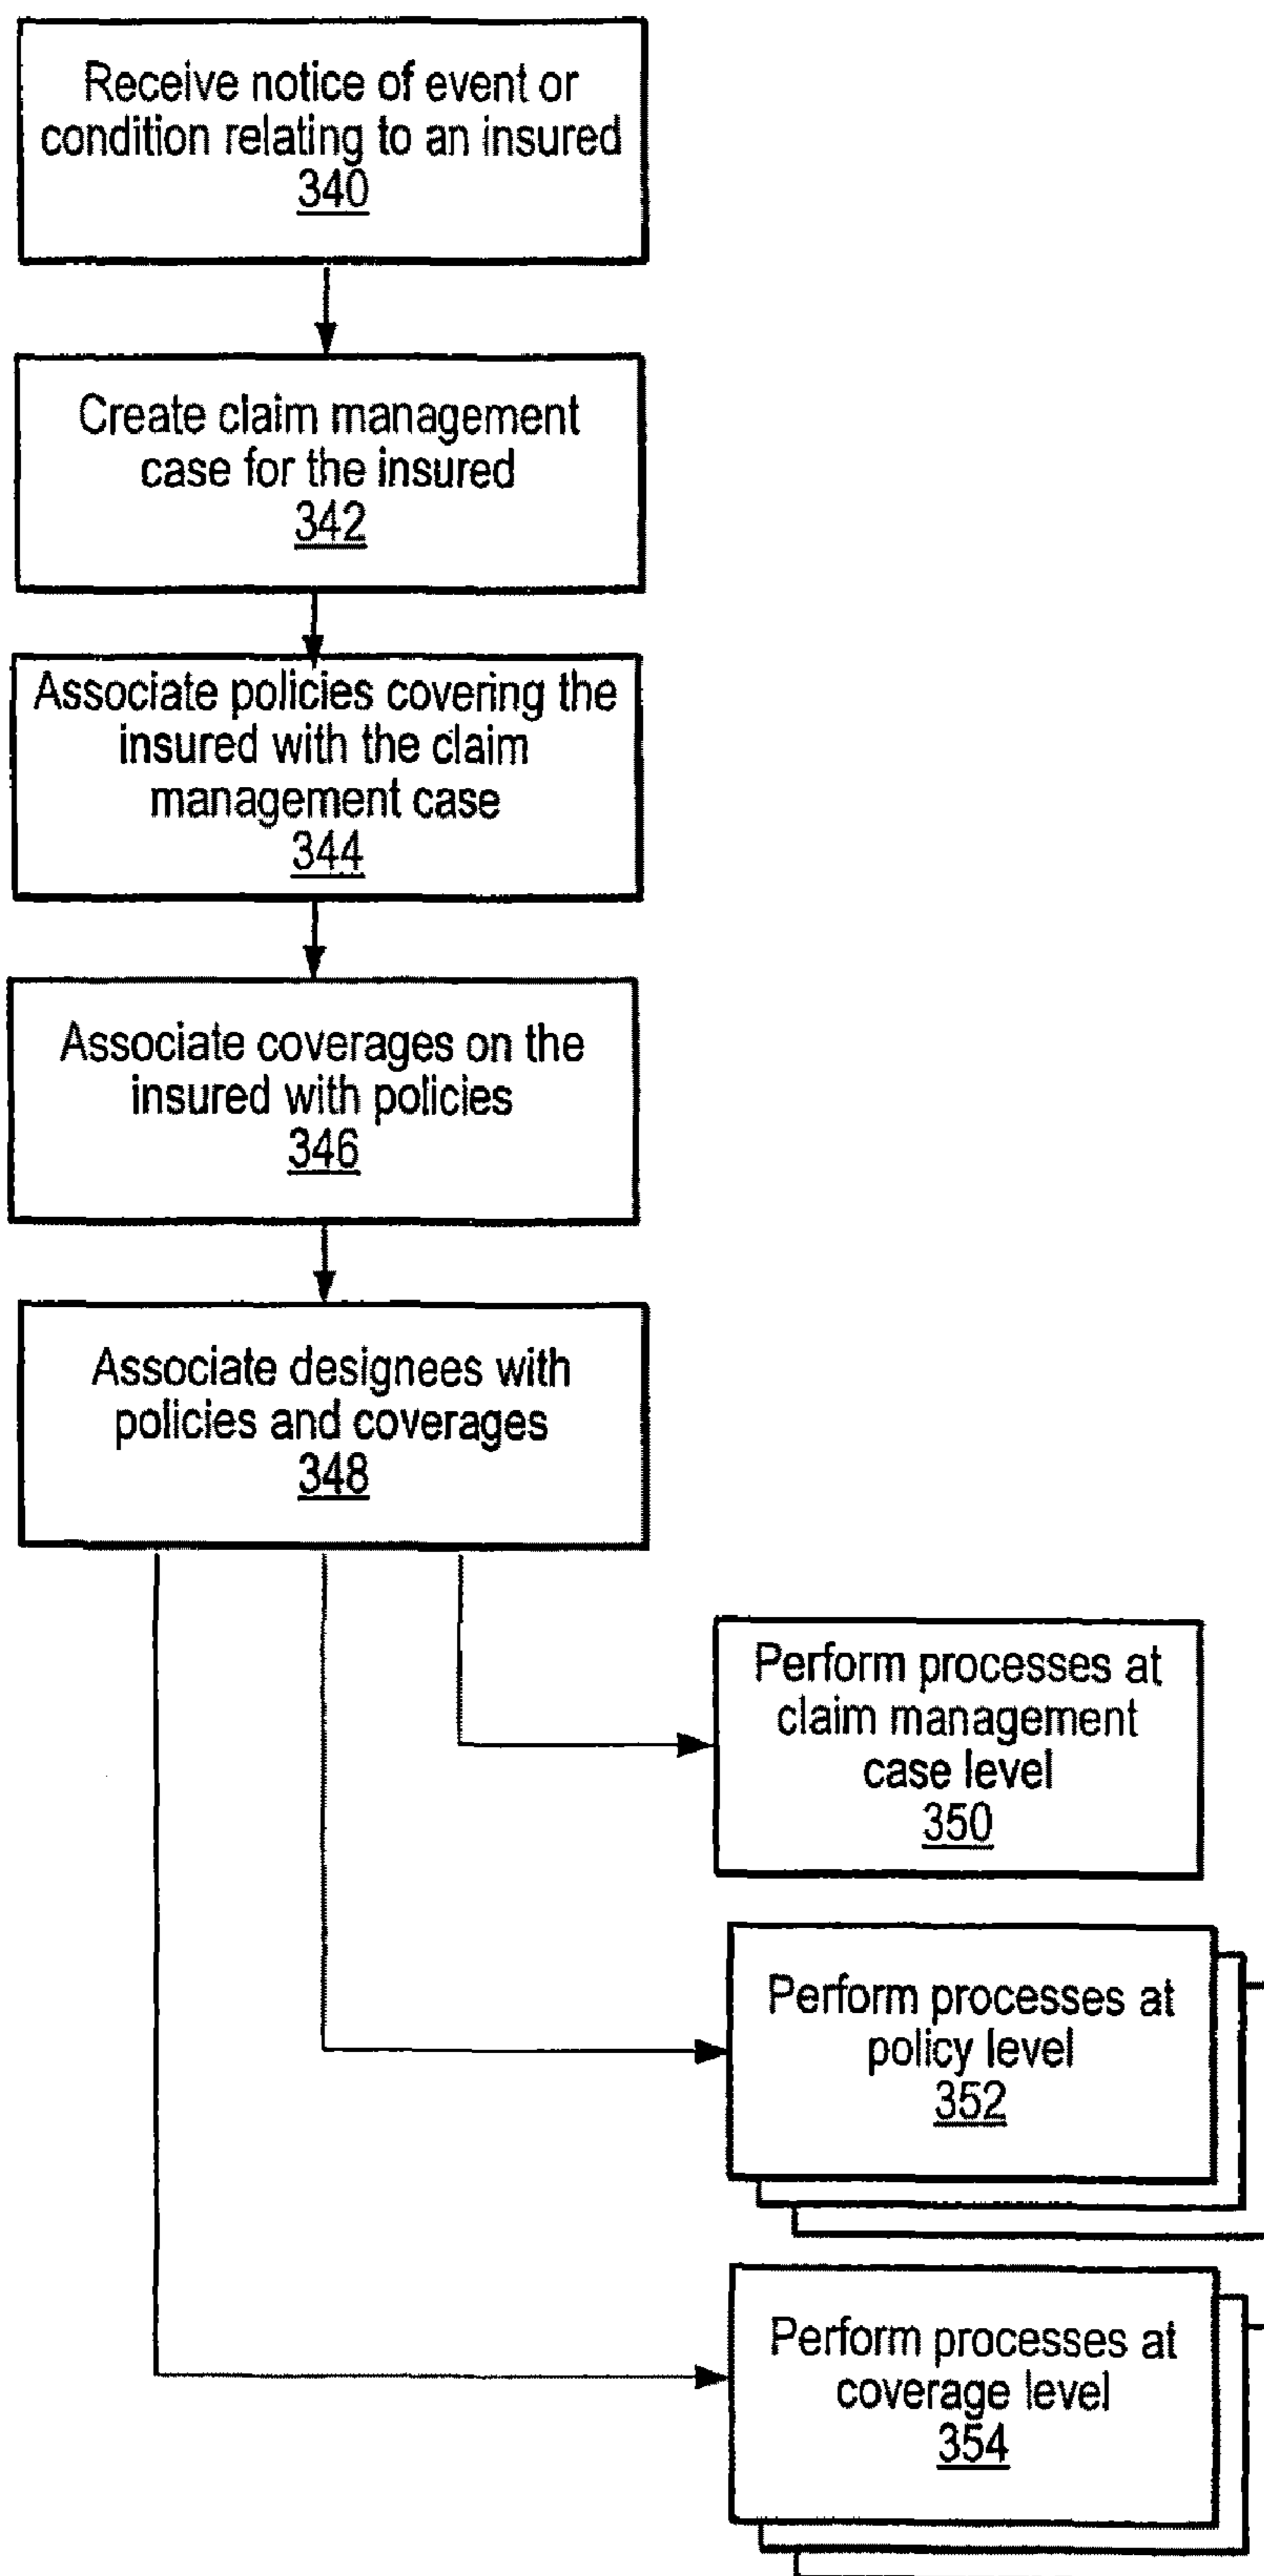 Receive notice of event or
condition relating to an insured
340
Create claim management
case for the insured
342
Associate policies covering the
insured with the claim
management case
344
Associate coverages on the
insured with policies
346
Associate designees with
policies and coverages
348
Perform processes at
claim management
case level
350
Perform processes at
policy level
352
Perform processes at
coverage level
354